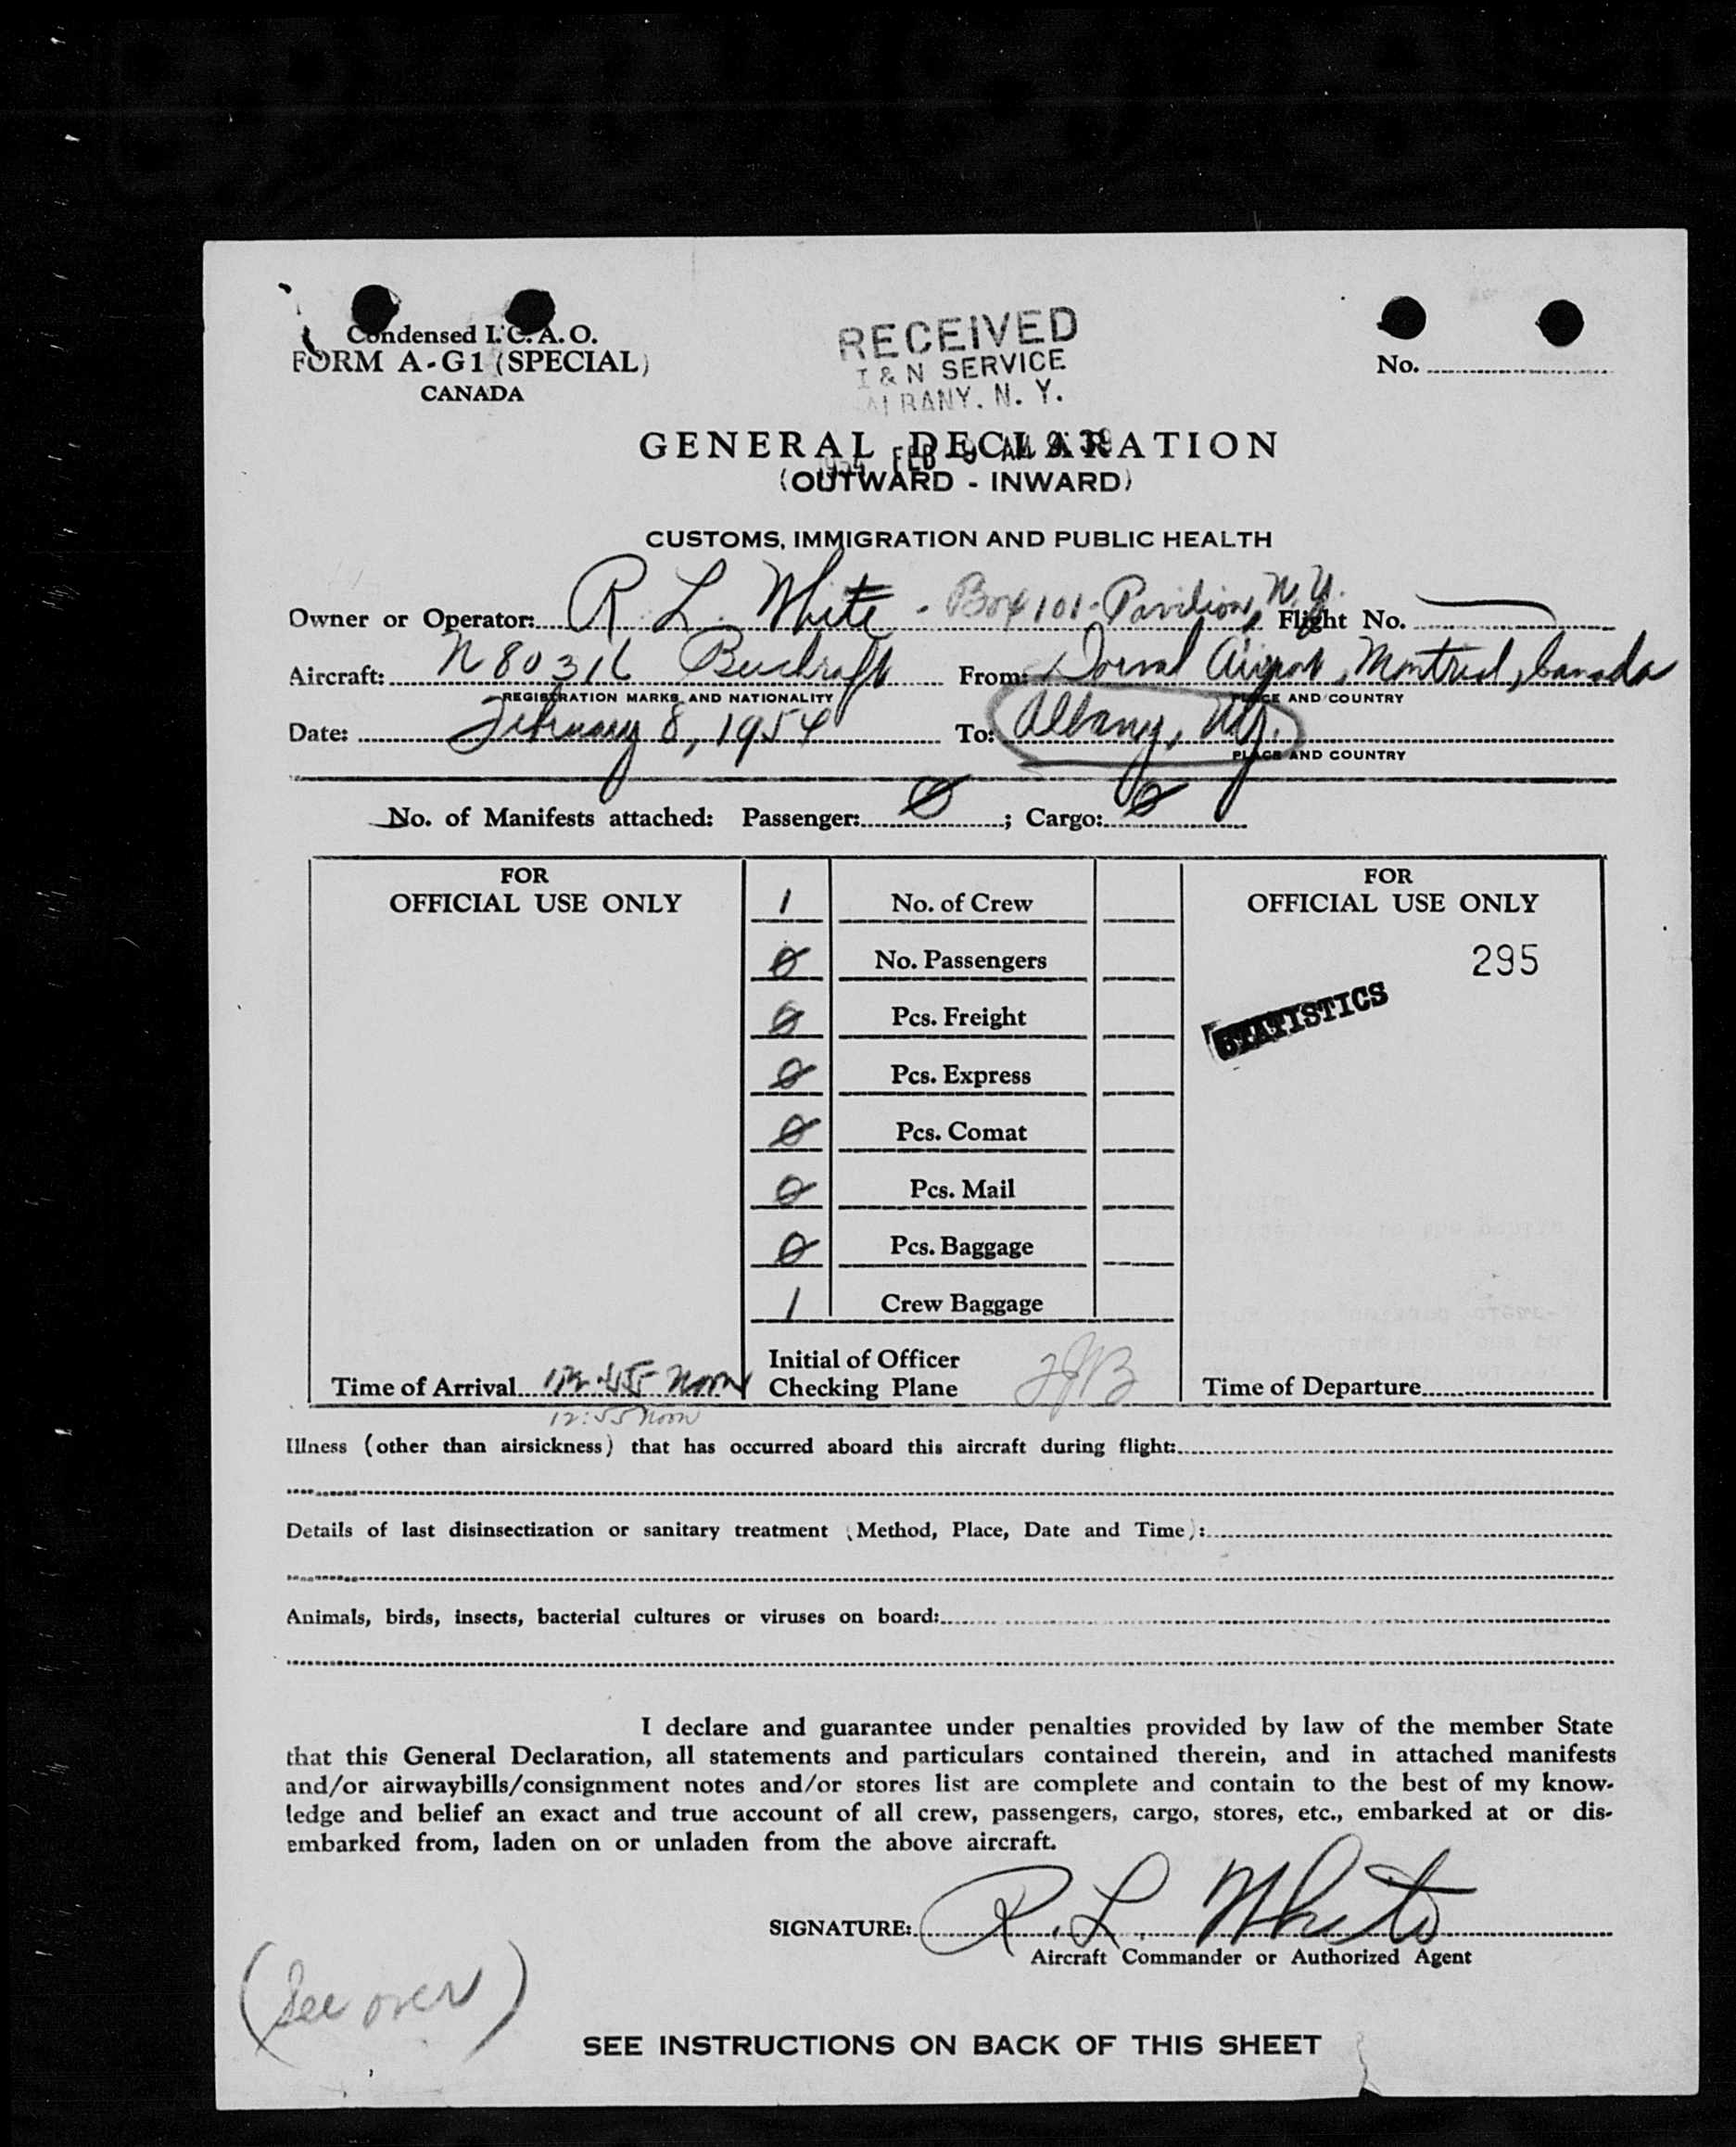 Condensed I.C.A.O.
FORM A-G1 (SPECIAL)
CANADA
RECEIVED
I & N SERVICE
ALBANY. N. Y.
1954 FEB 9 AM 9:39
No.
GENERAL DECLARATION
(OUTWARD - INWARD)
CUSTOMS, IMMIGRATION AND PUBLIC HEALTH
Owner or Operator: R. L. White - Box 101 - Pavilion, N.Y. Flight No.
Aircraft: Beechcraft From: Dorval Airport, Montreal, Canada
REGISTRATION MARKS AND NATIONALITY PLACE AND COUNTRY
Date: February 8, 1954 To: Albany, N.Y.
PLACE AND COUNTRY
No. of Manifests attached: Passenger: 0; Cargo: 0
FOR
OFFICIAL USE ONLY
1 No. of Crew
0 No. Passengers
0 Pcs. Freight
0 Pcs. Express
0 Pcs. Comat
0 Pcs. Mail
0 Pcs. Baggage
1 Crew Baggage
FOR
OFFICIAL USE ONLY
295
STATISTICS
Time of Arrival Noon
12:55 Noon
Initial of Officer
Checking Plane
Time of Departure
Illness (other than airsickness) that has occurred aboard this aircraft during flight:
Details of last disinsectization or sanitary treatment (Method, Place, Date and Time):
Animals, birds, insects, bacterial cultures or viruses on board:
I declare and guarantee under penalties provided by law of the member State
that this General Declaration, all statements and particulars contained therein, and in attached manifests
and/or airwaybills/consignment notes and/or stores list are complete and contain to the best of my know-
ledge and belief an exact and true account of all crew, passengers, cargo, stores, etc., embarked at or dis-
embarked from, laden on or unladen from the above aircraft.
SIGNATURE: R. L. White
Aircraft Commander or Authorized Agent
(See over)
SEE INSTRUCTIONS ON BACK OF THIS SHEET